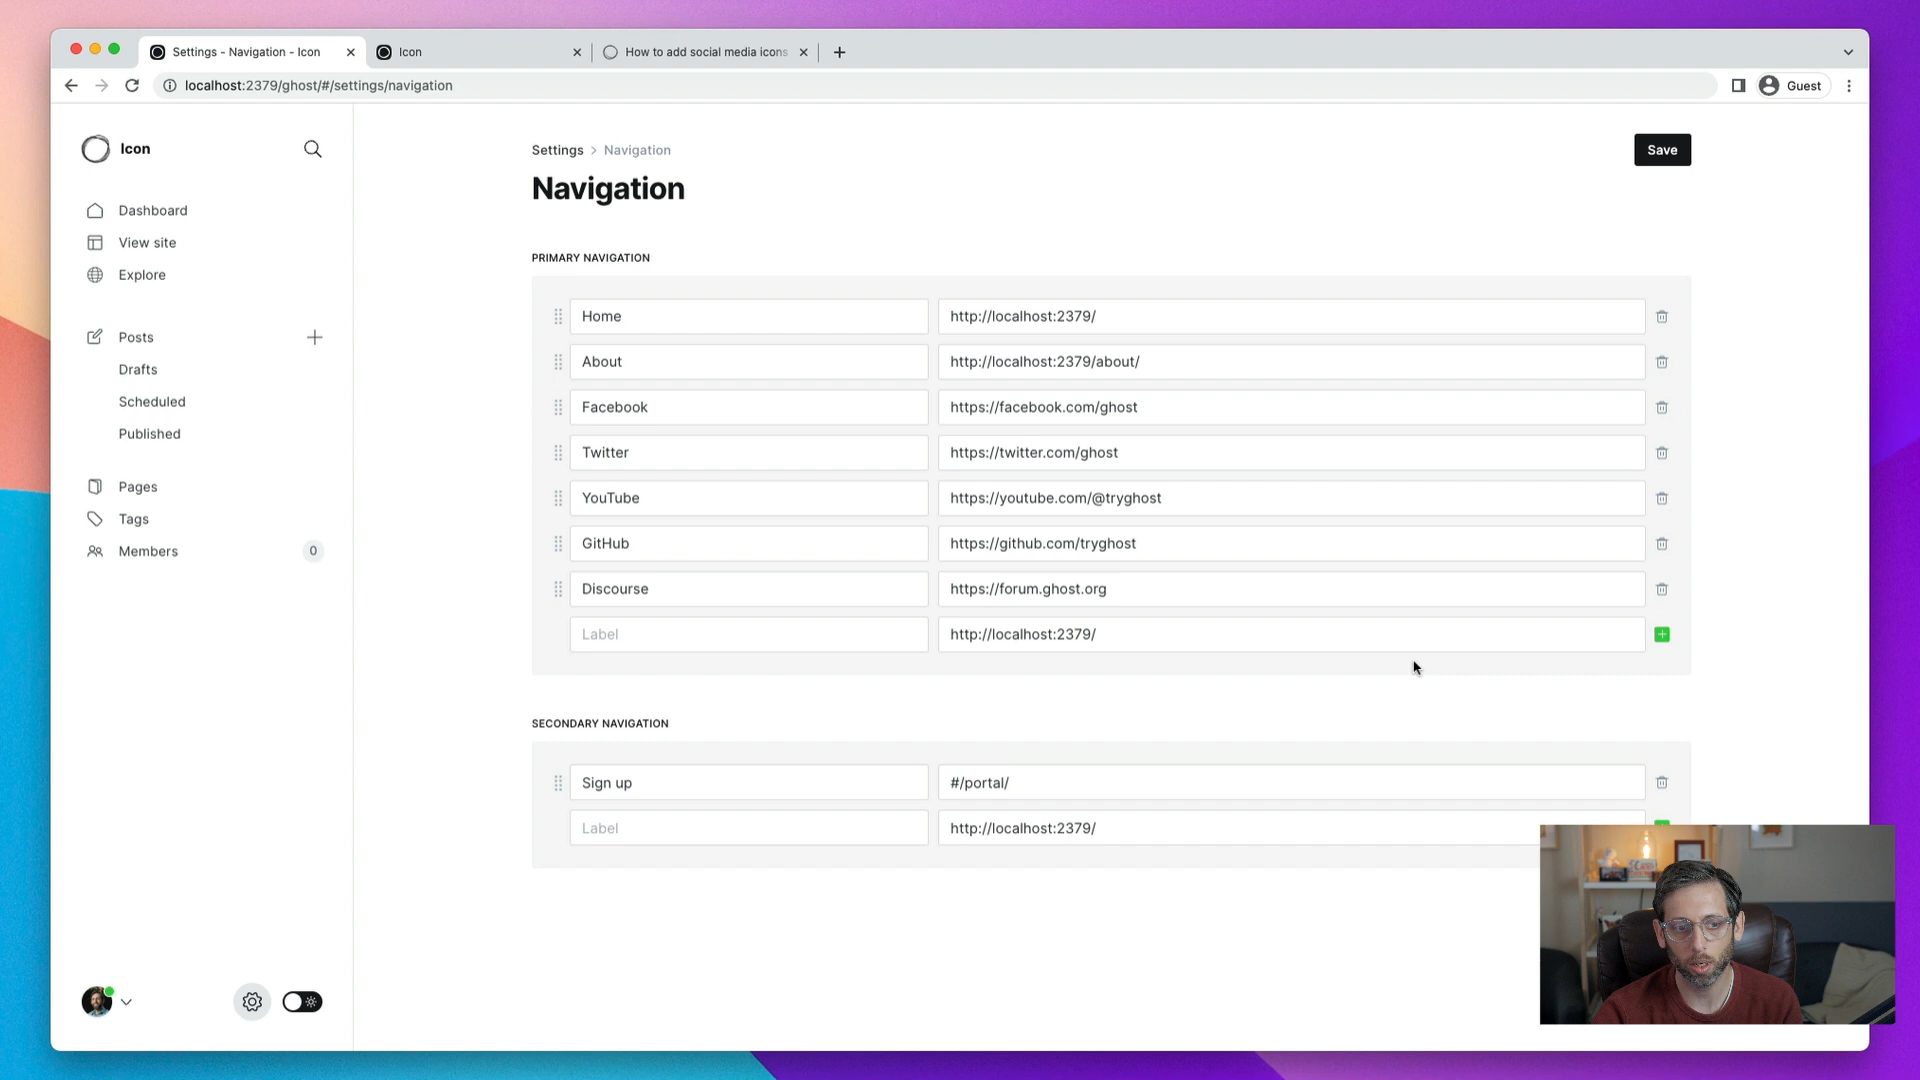 Settings - Navigation - Icon
Icon
How to add social media icons
localhost:2379/ghost/#/settings/navigation
Guest
Icon
Dashboard
View site
Explore
Posts
Drafts
Scheduled
Published
Pages
Tags
Members 0
Settings > Navigation
Save
Navigation
PRIMARY NAVIGATION
Home http://localhost:2379/
About http://localhost:2379/about/
Facebook https://facebook.com/ghost
Twitter https://twitter.com/ghost
YouTube https://youtube.com/@tryghost
GitHub https://github.com/tryghost
Discourse https://forum.ghost.org
Label http://localhost:2379/
SECONDARY NAVIGATION
Sign up #/portal/
Label http://localhost:2379/